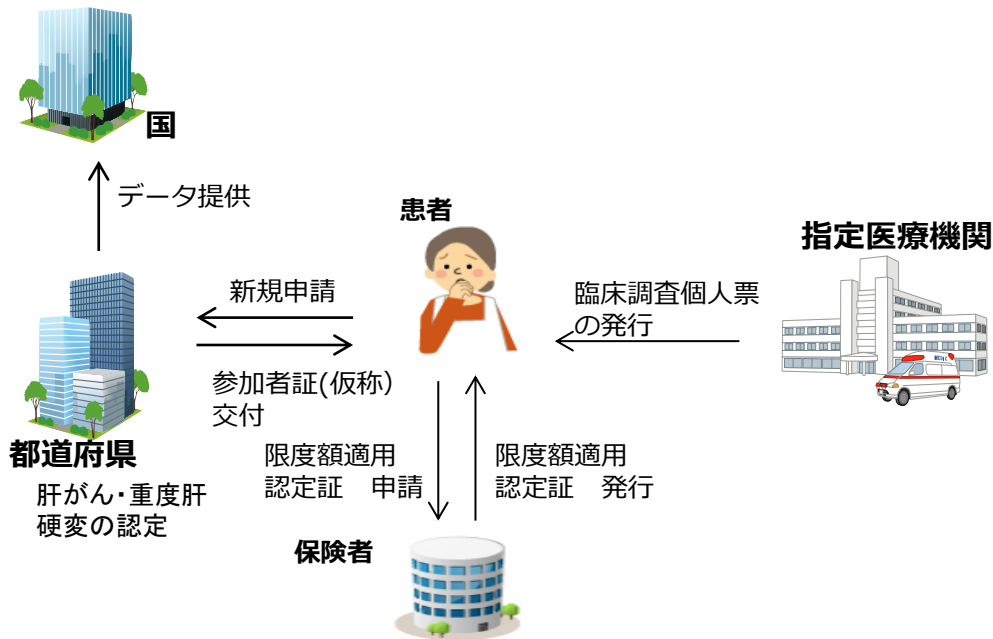 国
データ提供
患者
指定医療機関
新規申請
臨床調査個人票
の発行
参加者証(仮称）
交付
都道府県
肝がん・重度肝
硬変の認定
限度額適用
認定証　申請
限度額適用
認定証　発行
保険者